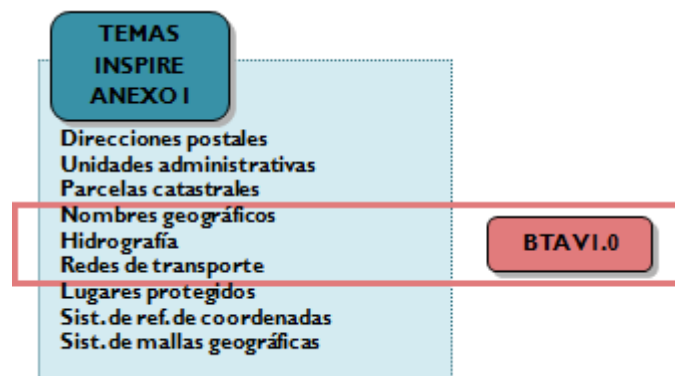 TEMAS
INSPIRE
ANEXO I
Direcciones postales
Unidades administrativas
Parcelas catastrales
Nombres geográficos
Hidrografía
Redes de transporte
Lugares protegidos
Sist. de ref. de coordenadas
Sist. de mallas geográficas
BTA V1.0